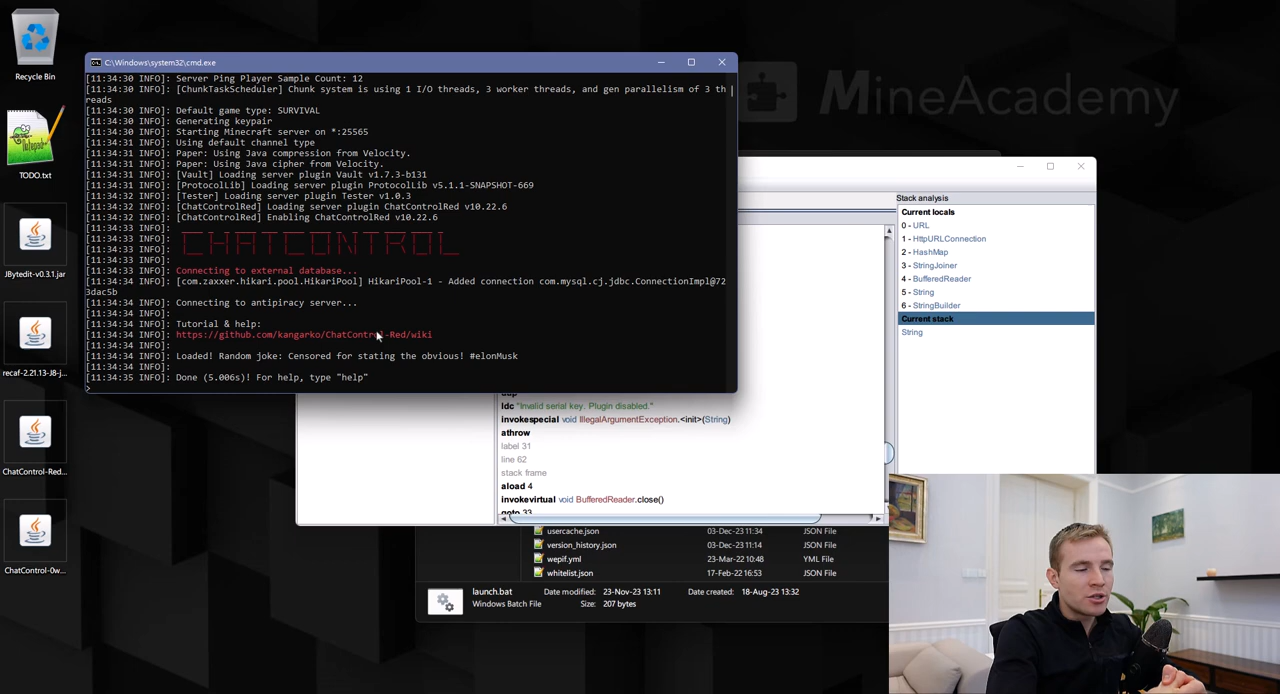 Recycle Bin
TODO.txt
JBytedit-v0.3.1.jar
recaf-2.21.13-J8-j...
ChatControl-Red...
ChatControl-0w...
C:\Windows\system32\cmd.exe
[11:34:30 INFO]: Server Ping Player Sample Count: 12
[11:34:30 INFO]: [ChunkTaskScheduler] Chunk system is using 1 I/O threads, 3 worker threads, and gen parallelism of 3 th
reads
[11:34:30 INFO]: Default game type: SURVIVAL
[11:34:30 INFO]: Generating keypair
[11:34:30 INFO]: Starting Minecraft server on *:25565
[11:34:31 INFO]: Using default channel type
[11:34:31 INFO]: Paper: Using Java compression from Velocity.
[11:34:31 INFO]: Paper: Using Java cipher from Velocity.
[11:34:31 INFO]: [Vault] Loading server plugin Vault v1.7.3-b131
[11:34:31 INFO]: [ProtocolLib] Loading server plugin ProtocolLib v5.1.1-SNAPSHOT-669
[11:34:32 INFO]: [Tester] Loading server plugin Tester v1.0.3
[11:34:32 INFO]: [ChatControlRed] Loading server plugin ChatControlRed v10.22.6
[11:34:32 INFO]: [ChatControlRed] Enabling ChatControlRed v10.22.6
[11:34:33 INFO]:
[11:34:33 INFO]: CHATCONTROL
[11:34:33 INFO]:
[11:34:33 INFO]:
[11:34:33 INFO]: Connecting to external database...
[11:34:34 INFO]: [com.zaxxer.hikari.pool.HikariPool] HikariPool-1 - Added connection com.mysql.cj.jdbc.ConnectionImpl@72
3dac5b
[11:34:34 INFO]: Connecting to antipiracy server...
[11:34:34 INFO]:
[11:34:34 INFO]: Tutorial & help:
[11:34:34 INFO]: https://github.com/kangarko/ChatControl-Red/wiki
[11:34:34 INFO]:
[11:34:34 INFO]: Loaded! Random joke: Censored for stating the obvious! #elonMusk
[11:34:34 INFO]:
[11:34:35 INFO]: Done (5.006s)! For help, type "help"
>
MineAcademy
Stack analysis
Current locals
0 - URL
1 - HttpURLConnection
2 - HashMap
3 - StringJoiner
4 - BufferedReader
5 - String
6 - StringBuilder
Current stack
String
dup
ldc "Invalid serial key. Plugin disabled."
invokespecial void IllegalArgumentException.<init>(String)
athrow
label 31
line 62
stack frame
aload 4
invokevirtual void BufferedReader.close()
goto 33
usercache.json 03-Dec-23 11:34 JSON File
version_history.json 03-Dec-23 11:14 JSON File
wepif.yml 23-Mar-22 10:48 YML File
whitelist.json 17-Feb-22 16:53 JSON File
launch.bat Date modified: 23-Nov-23 13:11 Date created: 18-Aug-23 13:32
Windows Batch File Size: 207 bytes